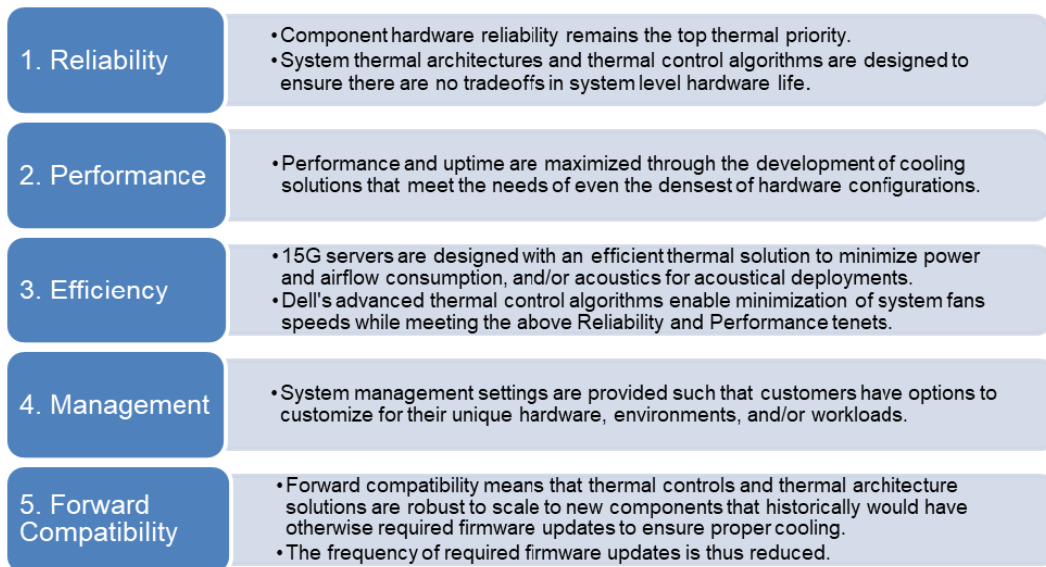 1. Reliability
•Component hardware reliability remains the top thermal priority.
•System thermal architectures and thermal control algorithms are designed to
ensure there are no tradeoffs in system level hardware life.
2. Performance
•Performance and uptime are maximized through the development of cooling
solutions that meet the needs of even the densest of hardware configurations.
3. Efficiency
•15G servers are designed with an efficient thermal solution to minimize power
and airflow consumption, and/or acoustics for acoustical deployments.
•Dell's advanced thermal control algorithms enable minimization of system fans
speeds while meeting the above Reliability and Performance tenets.
4. Management
•System management settings are provided such that customers have options to
customize for their unique hardware, environments, and/or workloads.
5. Forward
Compatibility
•Forward compatibility means that thermal controls and thermal architecture
solutions are robust to scale to new components that historically would have
otherwise required firmware updates to ensure proper cooling.
•The frequency of required firmware updates is thus reduced.